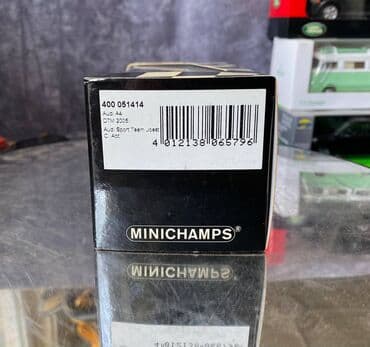 400 051414
Audi A4
DTM 2005
Audi Sport Team Joest
C. Abt
4 012138 065796
MINICHAMPS®